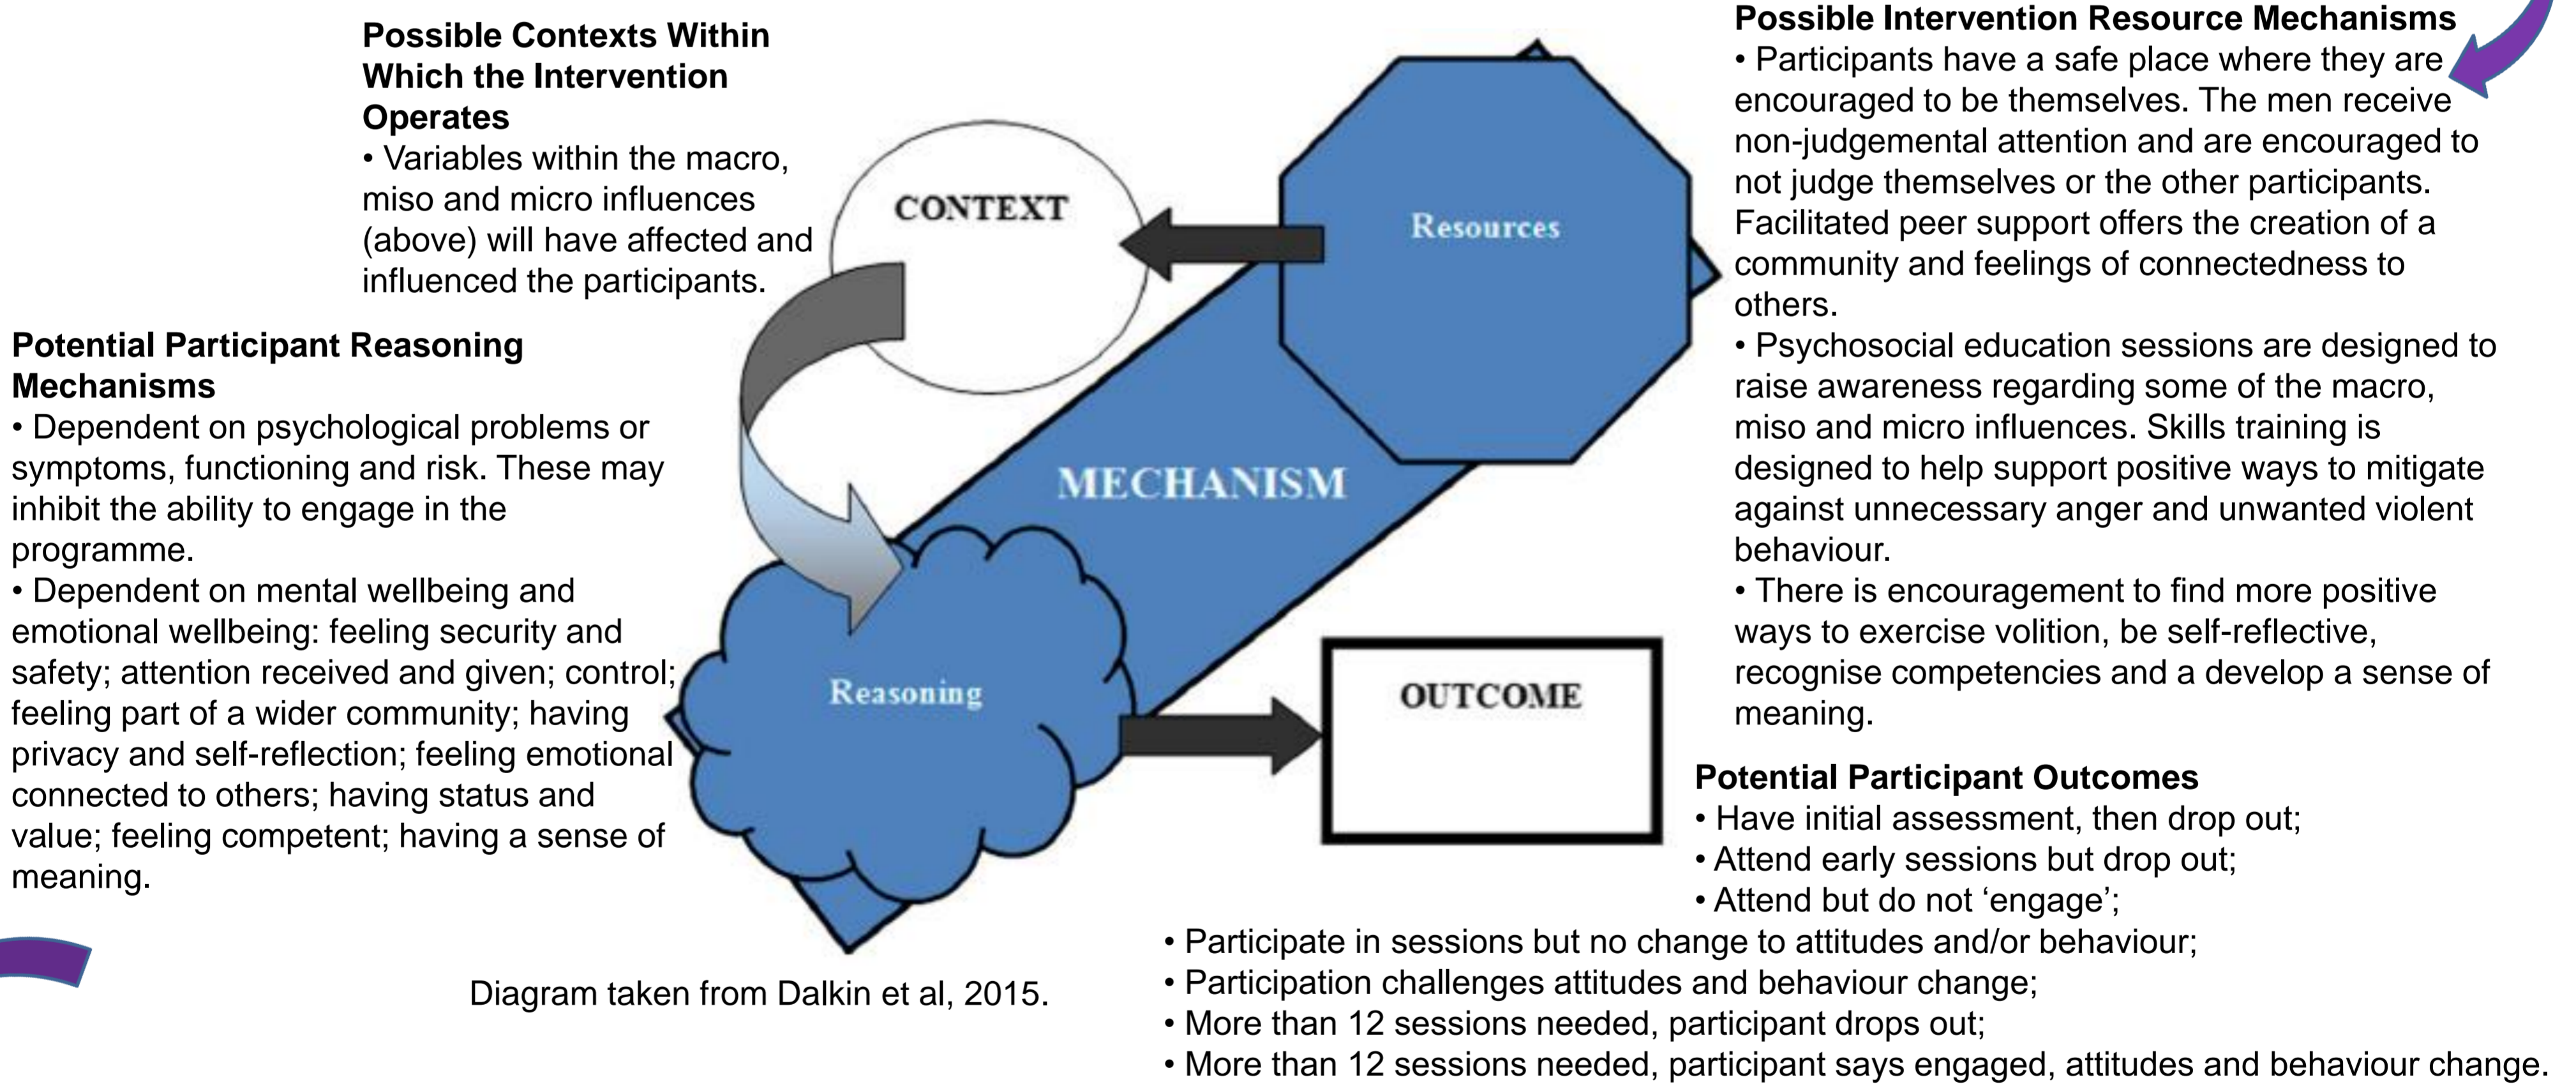 Possible Contexts Within
Which the Intervention
Operates
• Variables within the macro,
miso and micro influences
(above) will have affected and
influenced the participants.
Potential Participant Reasoning
Mechanisms
• Dependent on psychological problems or
symptoms, functioning and risk. These may
inhibit the ability to engage in the
programme.
• Dependent on mental wellbeing and
emotional wellbeing: feeling security and
safety; attention received and given; control;
feeling part of a wider community; having
privacy and self-reflection; feeling emotional
connected to others; having status and
value; feeling competent; having a sense of
meaning.
CONTEXT
Resources
MECHANISM
Reasoning
OUTCOME
Diagram taken from Dalkin et al, 2015.
Possible Intervention Resource Mechanisms
• Participants have a safe place where they are
encouraged to be themselves. The men receive
non-judgemental attention and are encouraged to
not judge themselves or the other participants.
Facilitated peer support offers the creation of a
community and feelings of connectedness to
others.
• Psychosocial education sessions are designed to
raise awareness regarding some of the macro,
miso and micro influences. Skills training is
designed to help support positive ways to mitigate
against unnecessary anger and unwanted violent
behaviour.
• There is encouragement to find more positive
ways to exercise volition, be self-reflective,
recognise competencies and a develop a sense of
meaning.
Potential Participant Outcomes
• Have initial assessment, then drop out;
• Attend early sessions but drop out;
• Attend but do not ‘engage’;
• Participate in sessions but no change to attitudes and/or behaviour;
• Participation challenges attitudes and behaviour change;
• More than 12 sessions needed, participant drops out;
• More than 12 sessions needed, participant says engaged, attitudes and behaviour change.